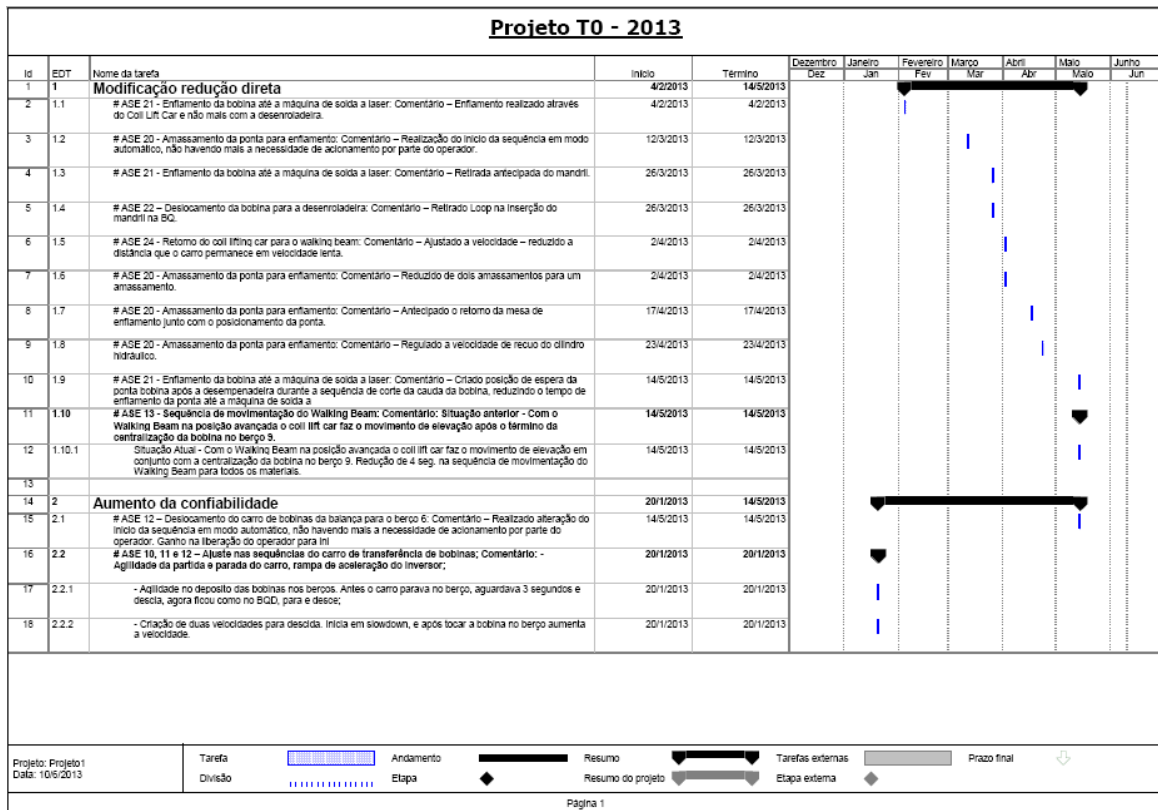 Projeto T0 - 2013
Dezembro Janeiro Fevereiro Março Abril Maio Junho
Id EDT Nome da tarefa Início Término Dez Jan Fev Mar Abr Maio Jun
1 1 Modificação redução direta 4/2/2013 14/5/2013
2 1.1 # ASE 21 - Enfiamento da bobina até a máquina de solda a laser: Comentário – Enfiamento realizado através 4/2/2013 4/2/2013
do Coil Lift Car e não mais com a desenroladeira.
3 1.2 # ASE 20 - Amassamento da ponta para enfiamento: Comentário – Realização do início da sequência em modo 12/3/2013 12/3/2013
automático, não havendo mais a necessidade de acionamento por parte do operador.
4 1.3 # ASE 21 - Enfiamento da bobina até a máquina de solda a laser: Comentário – Retirada antecipada do mandril. 26/3/2013 26/3/2013
5 1.4 # ASE 22 – Deslocamento da bobina para a desenroladeira: Comentário – Retirado Loop na inserção do 26/3/2013 26/3/2013
mandril na BQ.
6 1.5 # ASE 24 - Retorno do coil lifting car para o walking beam: Comentário – Ajustado a velocidade – reduzido a 2/4/2013 2/4/2013
distância que o carro permanece em velocidade lenta.
7 1.6 # ASE 20 - Amassamento da ponta para enfiamento: Comentário – Reduzido de dois amassamentos para um 2/4/2013 2/4/2013
amassamento.
8 1.7 # ASE 20 - Amassamento da ponta para enfiamento: Comentário – Antecipado o retorno da mesa de 17/4/2013 17/4/2013
enfiamento junto com o posicionamento da ponta.
9 1.8 # ASE 20 - Amassamento da ponta para enfiamento: Comentário – Regulado a velocidade de recuo do cilindro 23/4/2013 23/4/2013
hidráulico.
10 1.9 # ASE 21 - Enfiamento da bobina até a máquina de solda a laser: Comentário – Criado posição de espera da 14/5/2013 14/5/2013
ponta bobina após a desempenadeira durante a sequência de corte da cauda da bobina, reduzindo o tempo de
enfiamento da ponta até a máquina de solda a
11 1.10 # ASE 13 - Sequência de movimentação do Walking Beam: Comentário: Situação anterior - Com o 14/5/2013 14/5/2013
Walking Beam na posição avançada o coil lift car faz o movimento de elevação após o término da
centralização da bobina no berço 9.
12 1.10.1 Situação Atual - Com o Walking Beam na posição avançada o coil lift car faz o movimento de elevação em 14/5/2013 14/5/2013
conjunto com a centralização da bobina no berço 9. Redução de 4 seg. na sequência de movimentação do
Walking Beam para todos os materiais.
13
14 2 Aumento da confiabilidade 20/1/2013 14/5/2013
15 2.1 # ASE 12 – Deslocamento do carro de bobinas da balança para o berço 6: Comentário – Realizado alteração do 14/5/2013 14/5/2013
início da sequência em modo automático, não havendo mais a necessidade de acionamento por parte do
operador. Ganho na liberação do operador para ini
16 2.2 # ASE 10, 11 e 12 – Ajuste nas sequências do carro de transferência de bobinas; Comentário: - 20/1/2013 20/1/2013
Agilidade da partida e parada do carro, rampa de aceleração do inversor;
17 2.2.1 - Agilidade no deposito das bobinas nos berços. Antes o carro parava no berço, aguardava 3 segundos e 20/1/2013 20/1/2013
descia, agora ficou como no BQD, para e desce;
18 2.2.2 - Criação de duas velocidades para descida. Inicia em slowdown, e após tocar a bobina no berço aumenta 20/1/2013 20/1/2013
a velocidade.
Projeto: Projeto1
Data: 10/6/2013
Tarefa Andamento Resumo Tarefas externas Prazo final
Divisão Etapa Resumo do projeto Etapa externa
Página 1